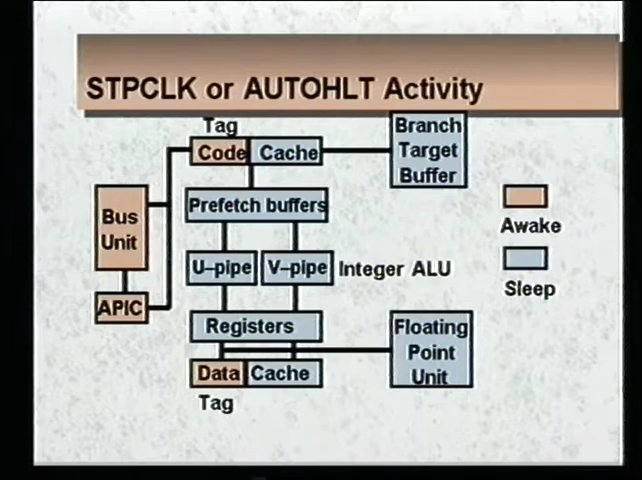 STPCLK or AUTOHLT Activity
Tag
Code Cache
Branch
Target
Buffer
Prefetch buffers
Bus
Unit
Awake
U-pipe V-pipe Integer ALU
Sleep
APIC
Registers
Floating
Point
Unit
Data Cache
Tag